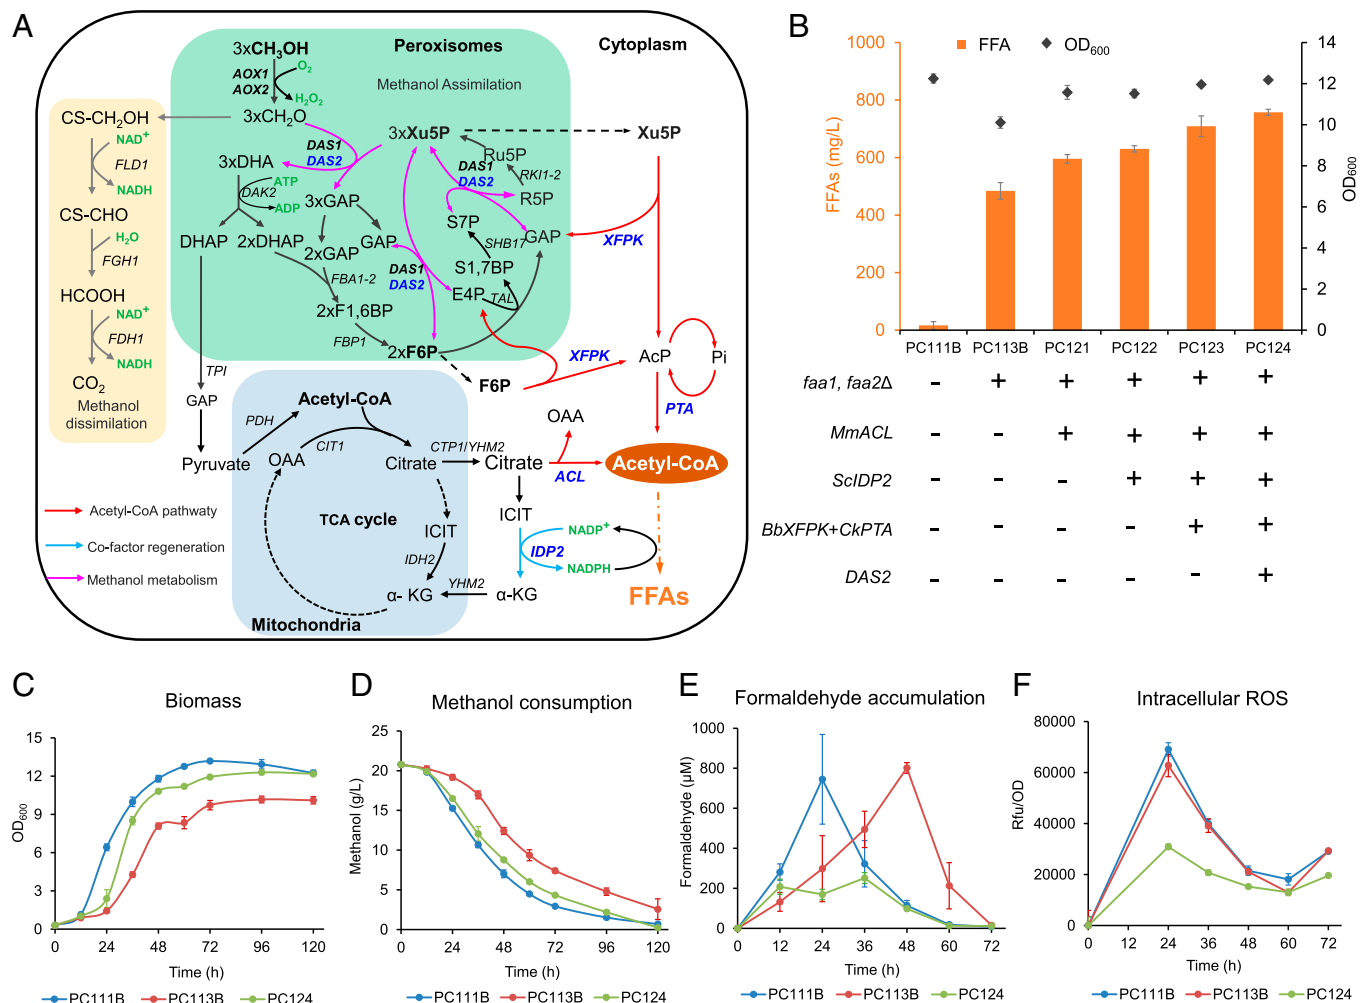 A
3xCH₃OH
Peroxisomes
Cytoplasm
AOX1
AOX2
O₂
H₂O₂
Methanol Assimilation
CS-CH₂OH
3xCH₂O
3xXu5P
Xu5P
NAD⁺
FLD1
NADH
DAS1
DAS2
Ru5P
DAS1
DAS2
RKI1-2
3xDHA
ATP
DAK2
ADP
3xGAP
R5P
CS-CHO
H₂O
FGH1
S7P
DHAP
2xDHAP
2xGAP
GAP
SHB17
GAP
XFPK
FBA1-2
DAS1
DAS2
S1,7BP
HCOOH
NAD⁺
FDH1
NADH
2xF1,6BP
E4P
TAL
FBP1
2xF6P
XFPK
AcP
Pi
CO₂
Methanol
dissimilation
TPI
GAP
F6P
PDH
Acetyl-CoA
OAA
PTA
CIT1
CTP1/YHM2
Pyruvate
OAA
Citrate
Citrate
ACL
Acetyl-CoA
Acetyl-CoA pathwaty
Co-factor regeneration
Methanol metabolism
TCA cycle
ICIT
ICIT
NADP⁺
IDP2
NADPH
IDH2
YHM2
α- KG
α-KG
FFAs
Mitochondria
B
FFA
OD₆₀₀
FFAs (mg/L)
1000
800
600
400
200
0
14
12
10
8
6
4
2
0
OD₆₀₀
PC111B PC113B PC121 PC122 PC123 PC124
faa1, faa2Δ - + + + + +
MmACL - - + + + +
ScIDP2 - - - + + +
BbXFPK+CkPTA - - - - + +
DAS2 - - - - - +
C
Biomass
OD₆₀₀
15
12
9
6
3
0
0 24 48 72 96 120
Time (h)
PC111B PC113B PC124
D
Methanol consumption
Methanol (g/L)
25
20
15
10
5
0
0 24 48 72 96 120
Time (h)
PC111B PC113B PC124
E
Formaldehyde accumulation
Formaldehyde (µM)
1000
800
600
400
200
0
0 12 24 36 48 60 72
Time (h)
PC111B PC113B PC124
F
Intracellular ROS
Rfu/OD
80000
60000
40000
20000
0
0 12 24 36 48 60 72
Time (h)
PC111B PC113B PC124